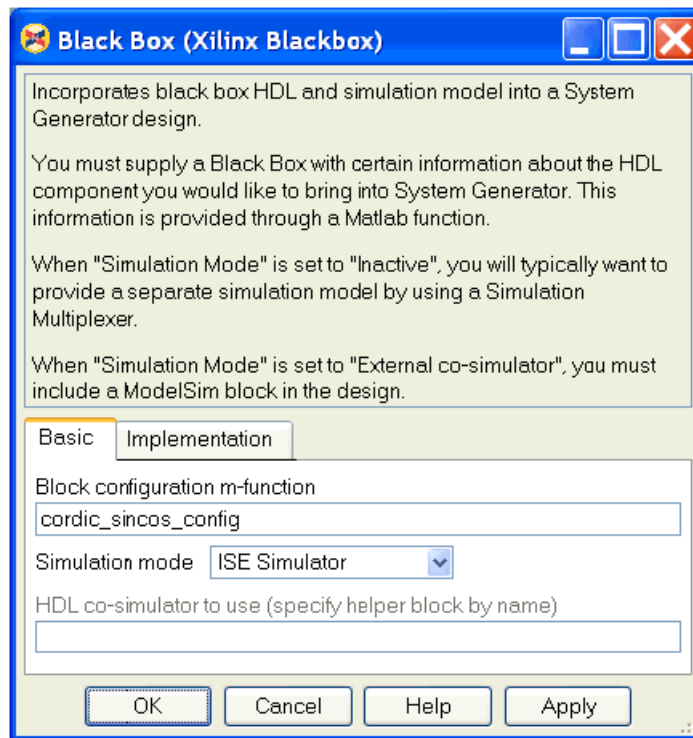 Black Box (Xilinx Blackbox)
Incorporates black box HDL and simulation model into a System
Generator design.
You must supply a Black Box with certain information about the HDL
component you would like to bring into System Generator. This
information is provided through a Matlab function.
When "Simulation Mode" is set to "Inactive", you will typically want to
provide a separate simulation model by using a Simulation
Multiplexer.
When "Simulation Mode" is set to "External co-simulator", you must
include a ModelSim block in the design.
Basic Implementation
Block configuration m-function
cordic_sincos_config
Simulation mode ISE Simulator
HDL co-simulator to use (specify helper block by name)
OK Cancel Help Apply